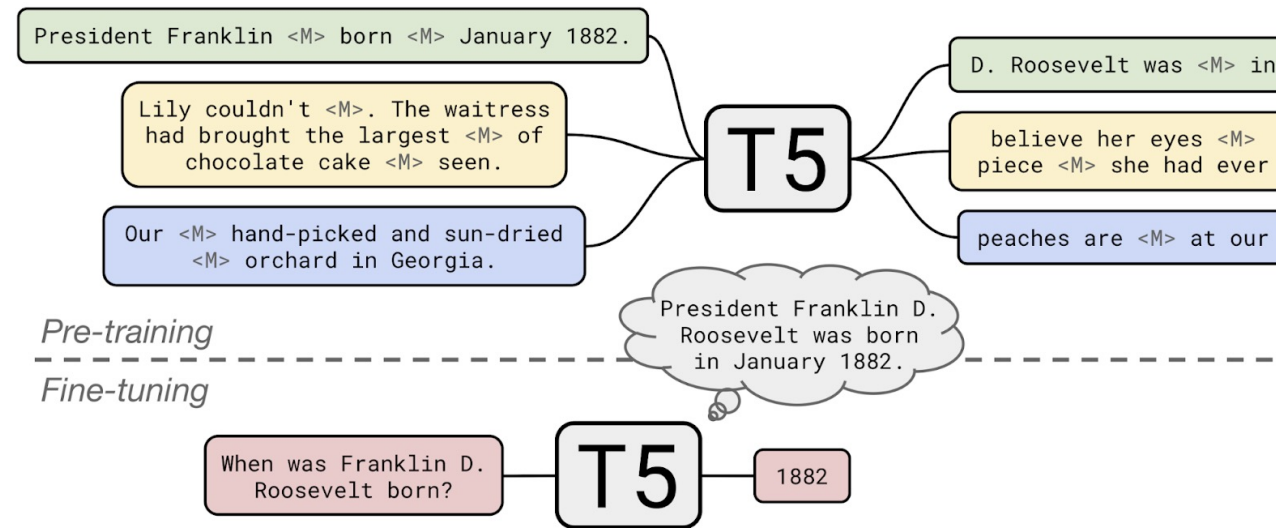 President Franklin <M> born <M> January 1882.
D. Roosevelt was <M> in
Lily couldn't <M>. The waitress
had brought the largest <M> of
chocolate cake <M> seen.
T5
believe her eyes <M>
piece <M> she had ever
Our <M> hand-picked and sun-dried
<M> orchard in Georgia.
peaches are <M> at our
President Franklin D.
Roosevelt was born
in January 1882.
Pre-training
Fine-tuning
When was Franklin D.
Roosevelt born?
T5
1882